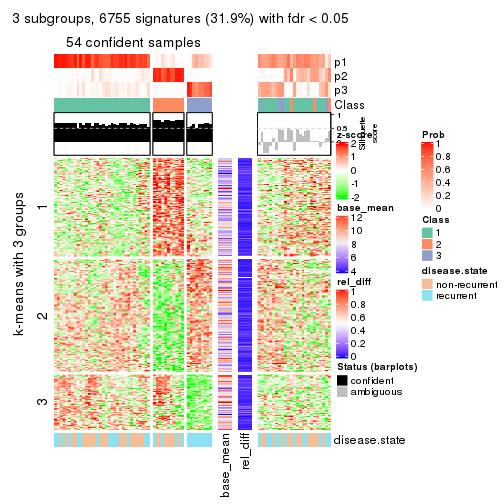 3 subgroups, 6755 signatures (31.9%) with fdr < 0.05
54 confident samples
p1
p2
p3
Class
1
0.5
0
Silhouette
score
z-score
2
1
0
-1
-2
base_mean
12
10
8
6
4
rel_diff
1
0.8
0.6
0.4
0.2
0
Status (barplots)
confident
ambiguous
Prob
1
0.8
0.6
0.4
0.2
0
Class
1
2
3
disease.state
non-recurrent
recurrent
k-means with 3 groups
1
2
3
disease.state
base_mean
rel_diff